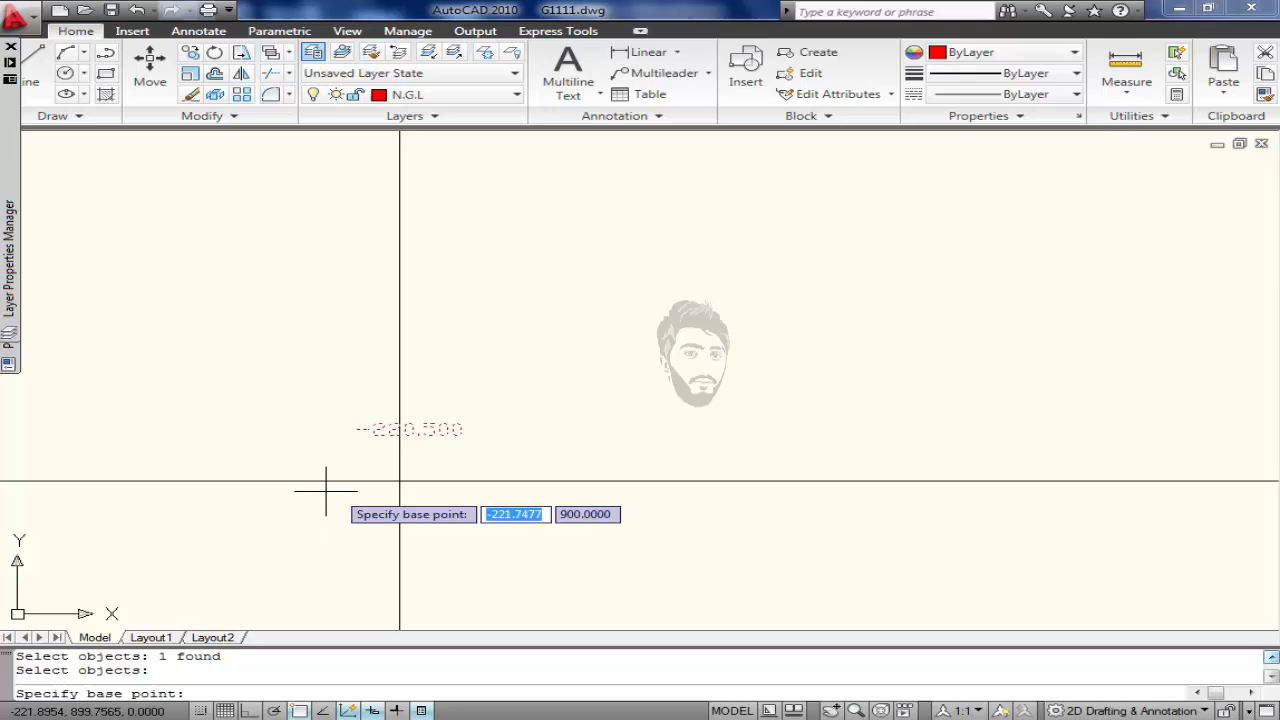 AutoCAD 2010 G1111.dwg Type a keyword or phrase
Home Insert Annotate Parametric View Manage Output Express Tools
ine Move Unsaved Layer State N.G.L
Multiline Text Linear Multileader Table
Insert Create Edit Edit Attributes
ByLayer
ByLayer
ByLayer
Measure Paste
Draw Modify Layers Annotation Block Properties Utilities Clipboard
Layer Properties Manager
Specify base point: -221.7477 900.0000
Y
X
Model Layout1 Layout2
Select objects: 1 found
Select objects:
Specify base point:
-221.8954, 899.7565, 0.0000 MODEL 1:1 2D Drafting & Annotation